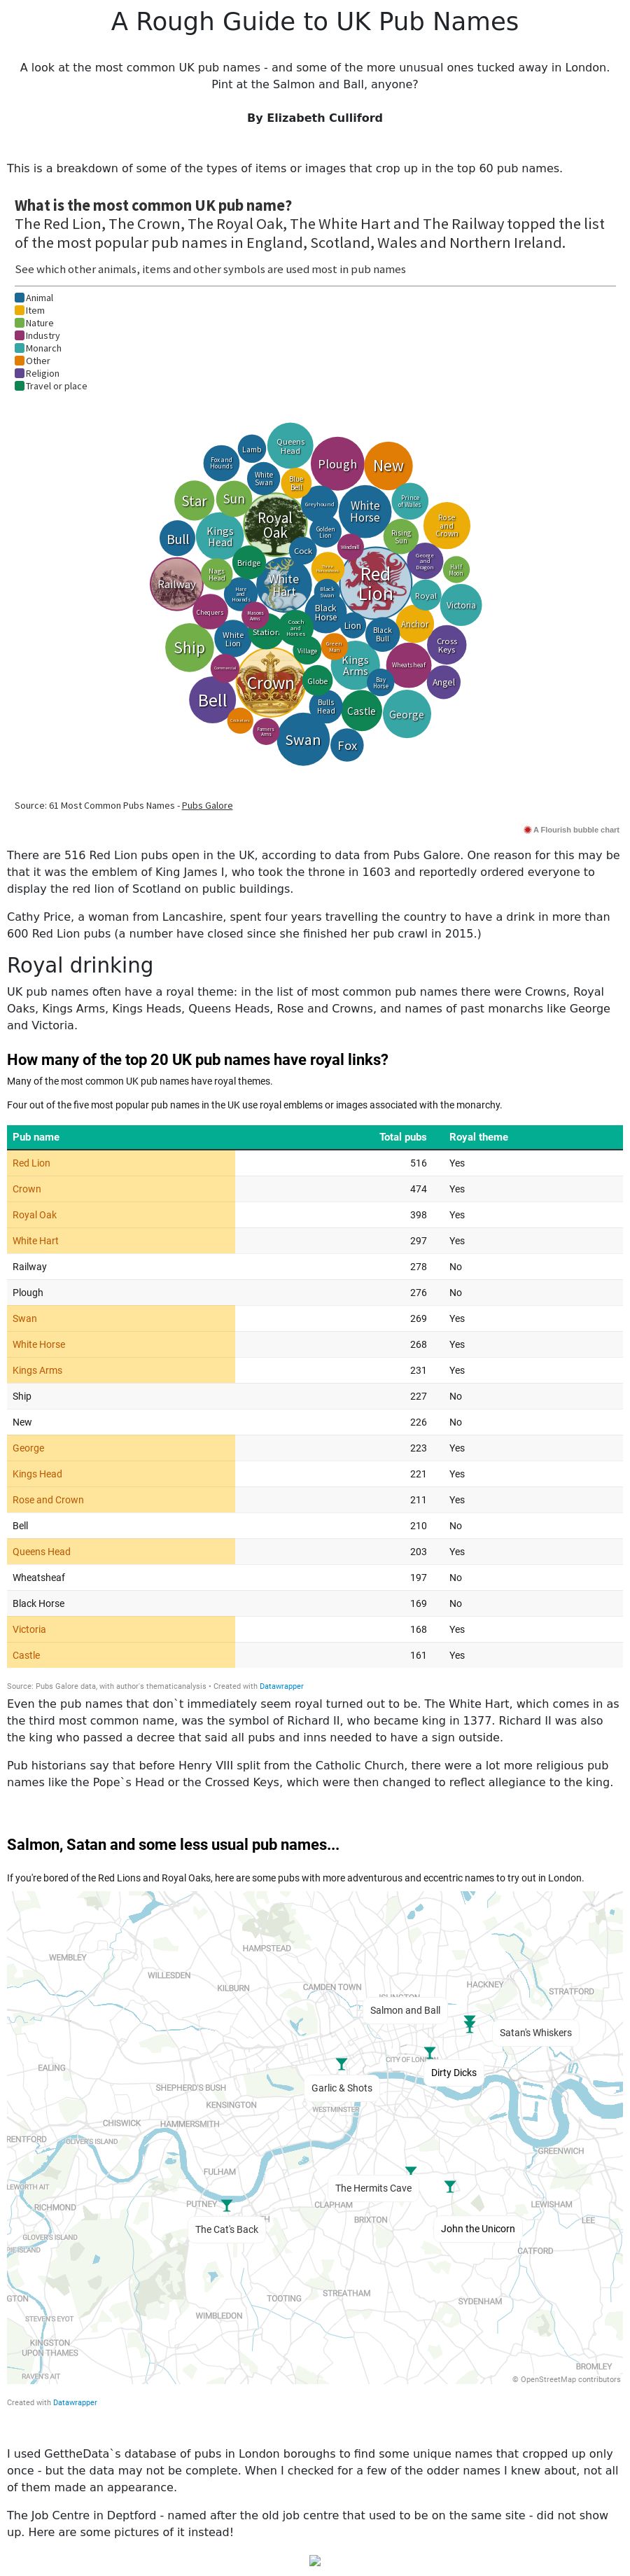 A Rough Guide to UK Pub Names
A look at the most common UK pub names - and some of the more unusual ones tucked away in London.
Pint at the Salmon and Ball, anyone?
By Elizabeth Culliford
This is a breakdown of some of the types of items or images that crop up in the top 60 pub names.
What is the most common UK pub name?
The Red Lion, The Crown, The Royal Oak, The White Hart and The Railway topped the list
of the most popular pub names in England, Scotland, Wales and Northern Ireland.
See which other animals, items and other symbols are used most in pub names
Animal
Item
Nature
Industry
Monarch
Other
Religion
Travel or place
Queens
Head
Lamb
Fox and
Hounds
Plough
New
White
Swan
Blue
Bell
Star
Sun
Greyhound
White
Horse
Prince
of Wales
Rose
and
Crown
Royal
Oak
Golden
Lion
Rising
Sun
Bull
Kings
Head
Cock
Windmill
George
and
Dragon
Half
Moon
Railway
Nags
Head
Bridge
White
Hart
Red
Lion
Hare
and
Hounds
Black
Swan
Royal
Victoria
Chequers
Masons
Arms
Black
Horse
Lion
Anchor
White
Lion
Station
Coach
and
Horses
Black
Bull
Cross
Keys
Ship
Village
Green
Man
Kings
Arms
Wheatsheaf
Commercial
Crown
Globe
Bay
Horse
Angel
Bell
Bulls
Head
Castle
George
Cricketers
Farmers
Arms
Swan
Fox
Source: 61 Most Common Pubs Names - Pubs Galore
A Flourish bubble chart
There are 516 Red Lion pubs open in the UK, according to data from Pubs Galore. One reason for this may be
that it was the emblem of King James I, who took the throne in 1603 and reportedly ordered everyone to
display the red lion of Scotland on public buildings.
Cathy Price, a woman from Lancashire, spent four years travelling the country to have a drink in more than
600 Red Lion pubs (a number have closed since she finished her pub crawl in 2015.)
Royal drinking
UK pub names often have a royal theme: in the list of most common pub names there were Crowns, Royal
Oaks, Kings Arms, Kings Heads, Queens Heads, Rose and Crowns, and names of past monarchs like George
and Victoria.
How many of the top 20 UK pub names have royal links?
Many of the most common UK pub names have royal themes.
Four out of the five most popular pub names in the UK use royal emblems or images associated with the monarchy.
Pub name Total pubs Royal theme
Red Lion 516 Yes
Crown 474 Yes
Royal Oak 398 Yes
White Hart 297 Yes
Railway 278 No
Plough 276 No
Swan 269 Yes
White Horse 268 Yes
Kings Arms 231 Yes
Ship 227 No
New 226 No
George 223 Yes
Kings Head 221 Yes
Rose and Crown 211 Yes
Bell 210 No
Queens Head 203 Yes
Wheatsheaf 197 No
Black Horse 169 No
Victoria 168 Yes
Castle 161 Yes
Source: Pubs Galore data, with author's thematicanalysis • Created with Datawrapper
Even the pub names that don`t immediately seem royal turned out to be. The White Hart, which comes in as
the third most common name, was the symbol of Richard II, who became king in 1377. Richard II was also
the king who passed a decree that said all pubs and inns needed to have a sign outside.
Pub historians say that before Henry VIII split from the Catholic Church, there were a lot more religious pub
names like the Pope`s Head or the Crossed Keys, which were then changed to reflect allegiance to the king.
Salmon, Satan and some less usual pub names...
If you're bored of the Red Lions and Royal Oaks, here are some pubs with more adventurous and eccentric names to try out in London.
HAMPSTEAD
WEMBLEY
WILLESDEN
KILBURN
CAMDEN TOWN
HACKNEY
STRATFORD
Salmon and Ball
Satan's Whiskers
CITY OF LONDON
Dirty Dicks
EALING
SHEPHERD'S BUSH
Garlic & Shots
KENSINGTON
WESTMINSTER
CHISWICK
HAMMERSMITH
OLIVER'S ISLAND
GREENWICH
FULHAM
The Hermits Cave
RICHMOND
PUTNEY
CLAPHAM
BRIXTON
LEWISHAM
LEE
The Cat's Back
John the Unicorn
GLOVER'S ISLAND
CATFORD
STREATHAM
TOOTING
SYDENHAM
WIMBLEDON
STEVEN'S EYOT
KINGSTON
UPON THAMES
BROMLEY
RAVEN'S AIT
© OpenStreetMap contributors
Created with Datawrapper
I used GettheData`s database of pubs in London boroughs to find some unique names that cropped up only
once - but the data may not be complete. When I checked for a few of the odder names I knew about, not all
of them made an appearance.
The Job Centre in Deptford - named after the old job centre that used to be on the same site - did not show
up. Here are some pictures of it instead!